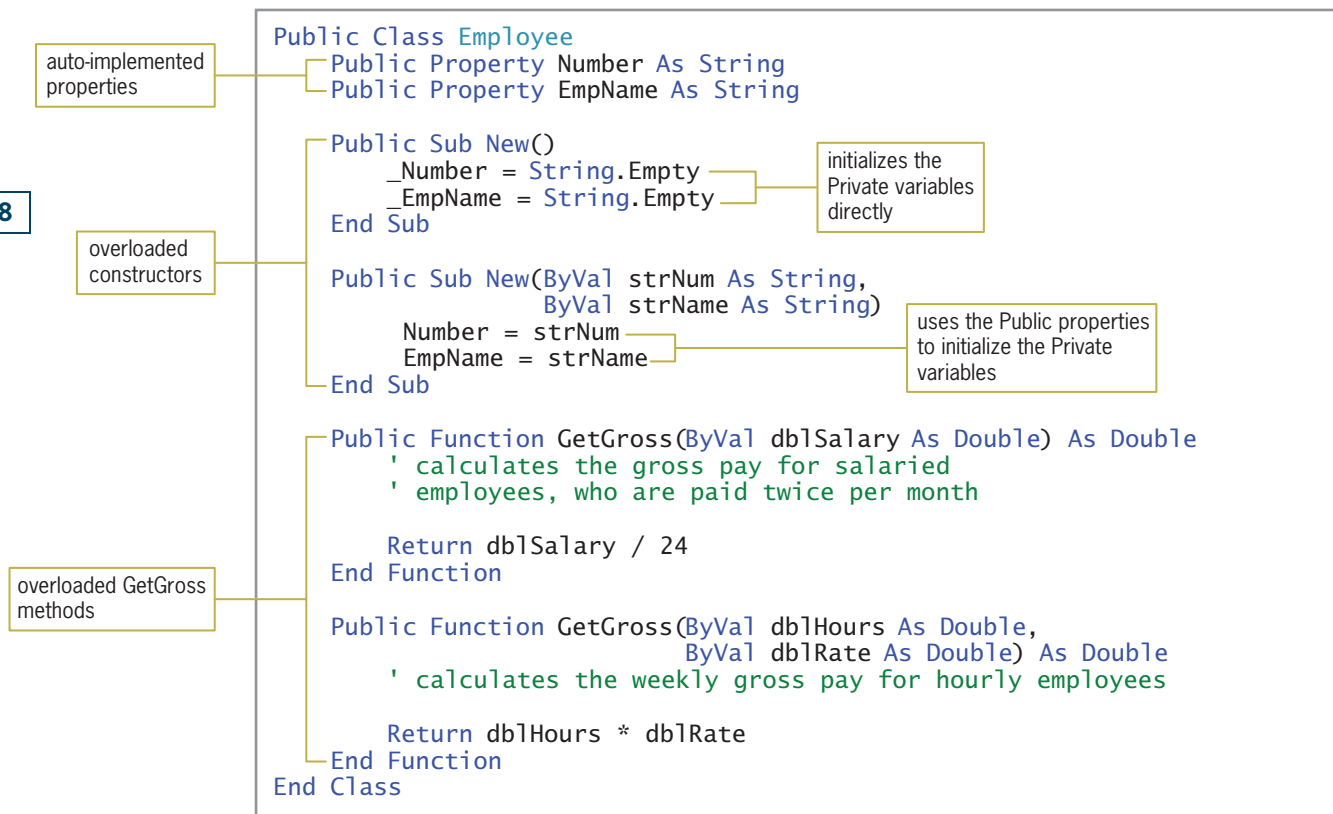 Public Class Employee
auto-implemented
properties
Public Property Number As String
Public Property EmpName As String
Public Sub New()
_Number = String.Empty
_EmpName = String.Empty
initializes the
Private variables
directly
End Sub
8
overloaded
constructors
Public Sub New(ByVal strNum As String,
ByVal strName As String)
Number = strNum
EmpName = strName
uses the Public properties
to initialize the Private
variables
End Sub
Public Function GetGross(ByVal dblSalary As Double) As Double
' calculates the gross pay for salaried
' employees, who are paid twice per month
Return dblSalary / 24
End Function
overloaded GetGross
methods
Public Function GetGross(ByVal dblHours As Double,
ByVal dblRate As Double) As Double
' calculates the weekly gross pay for hourly employees
Return dblHours * dblRate
End Function
End Class